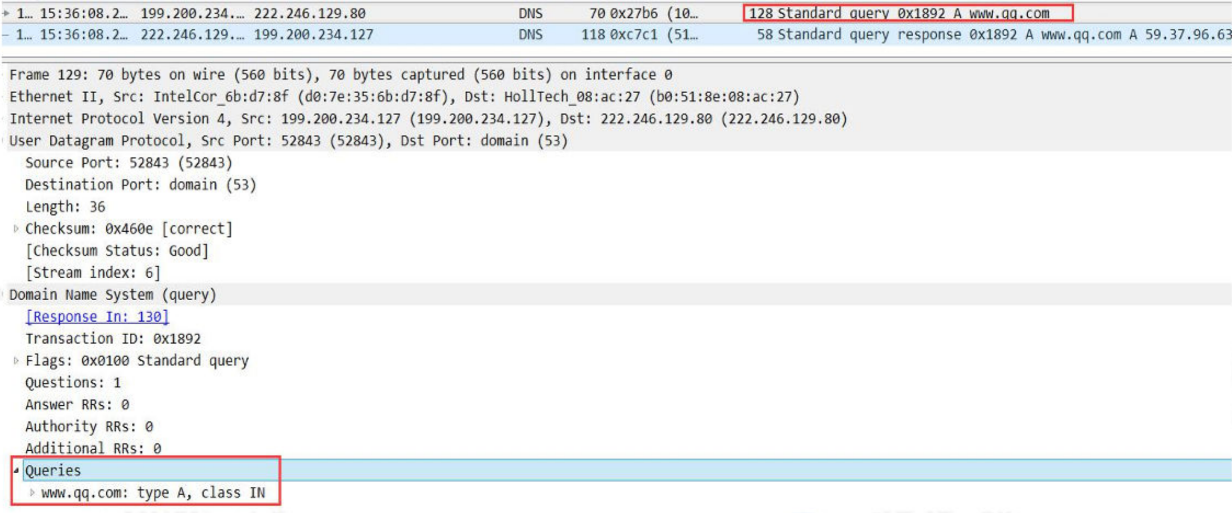 1… 15:36:08.2… 199.200.234.… 222.246.129.80 DNS 70 0x27b6 (10… 128 Standard query 0x1892 A www.qq.com
1… 15:36:08.2… 222.246.129.… 199.200.234.127 DNS 118 0xc7c1 (51… 58 Standard query response 0x1892 A www.qq.com A 59.37.96.63
Frame 129: 70 bytes on wire (560 bits), 70 bytes captured (560 bits) on interface 0
Ethernet II, Src: IntelCor_6b:d7:8f (d0:7e:35:6b:d7:8f), Dst: HollTech_08:ac:27 (b0:51:8e:08:ac:27)
Internet Protocol Version 4, Src: 199.200.234.127 (199.200.234.127), Dst: 222.246.129.80 (222.246.129.80)
User Datagram Protocol, Src Port: 52843 (52843), Dst Port: domain (53)
Source Port: 52843 (52843)
Destination Port: domain (53)
Length: 36
Checksum: 0x460e [correct]
[Checksum Status: Good]
[Stream index: 6]
Domain Name System (query)
[Response In: 130]
Transaction ID: 0x1892
Flags: 0x0100 Standard query
Questions: 1
Answer RRs: 0
Authority RRs: 0
Additional RRs: 0
Queries
www.qq.com: type A, class IN